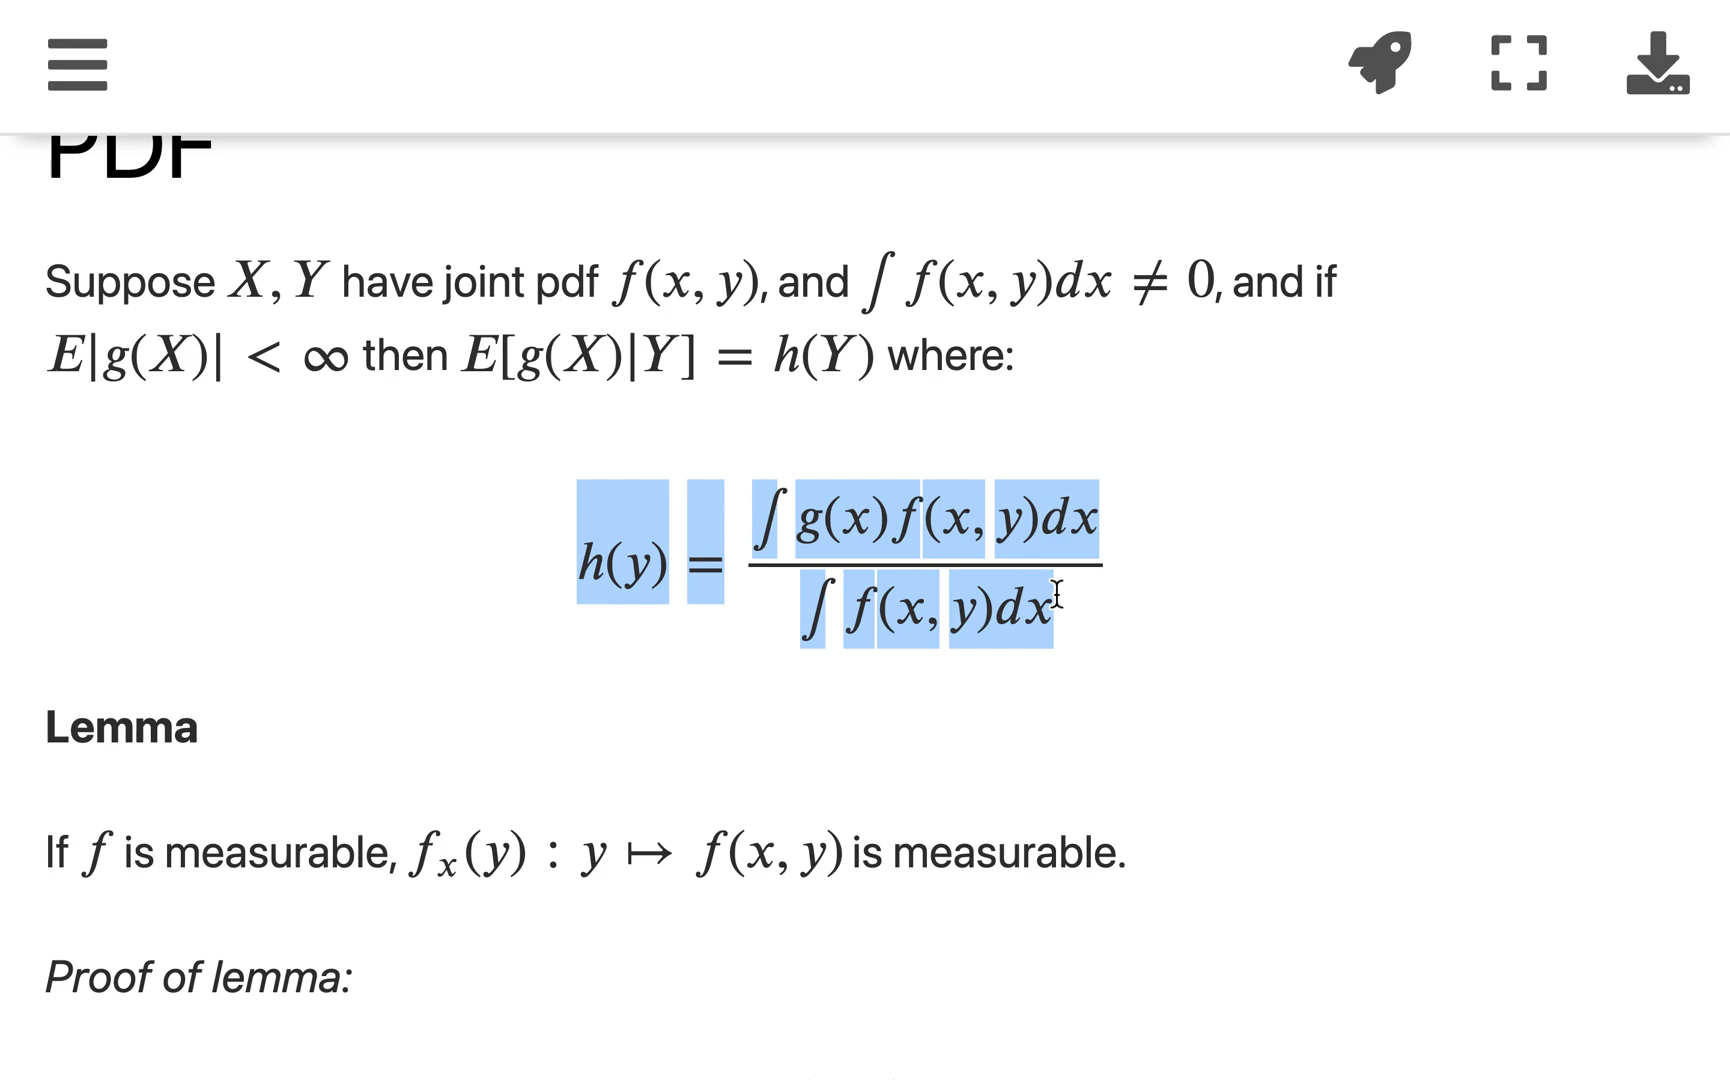 PDF
Suppose X, Y have joint pdf f(x, y), and ∫ f(x, y)dx ≠ 0, and if
E|g(X)| < ∞ then E[g(X)|Y] = h(Y) where:
h(y) = ∫ g(x)f(x, y)dx / ∫ f(x, y)dx
Lemma
If f is measurable, fₓ(y) : y ↦ f(x, y) is measurable.
Proof of lemma: